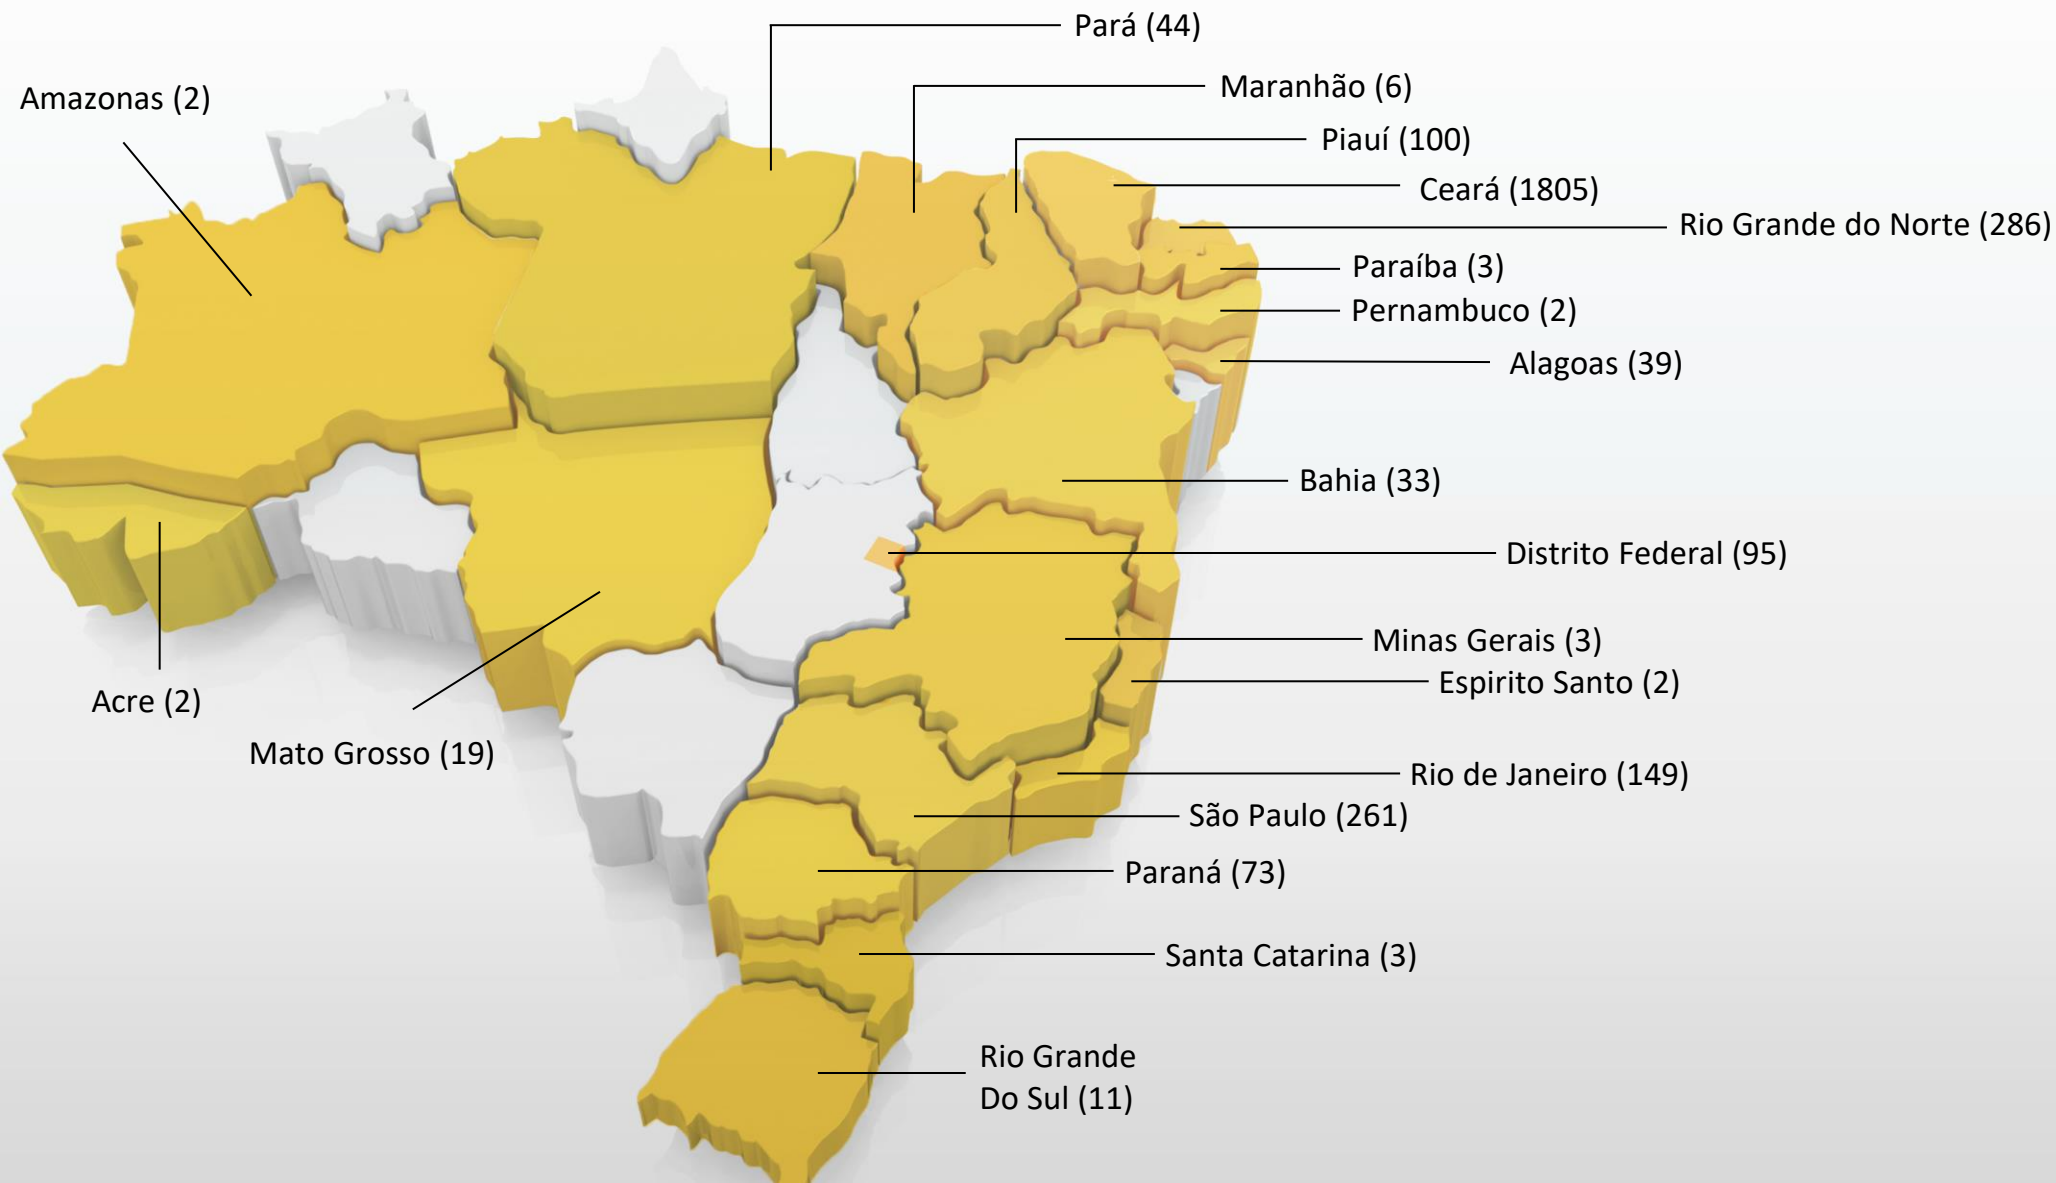 Pará (44)
Maranhão (6)
Amazonas (2)
Piauí (100)
Ceará (1805)
Rio Grande do Norte (286)
Paraíba (3)
Pernambuco (2)
Alagoas (39)
Bahia (33)
Distrito Federal (95)
Minas Gerais (3)
Espirito Santo (2)
Acre (2)
Mato Grosso (19)
Rio de Janeiro (149)
São Paulo (261)
Paraná (73)
Santa Catarina (3)
Rio Grande
Do Sul (11)